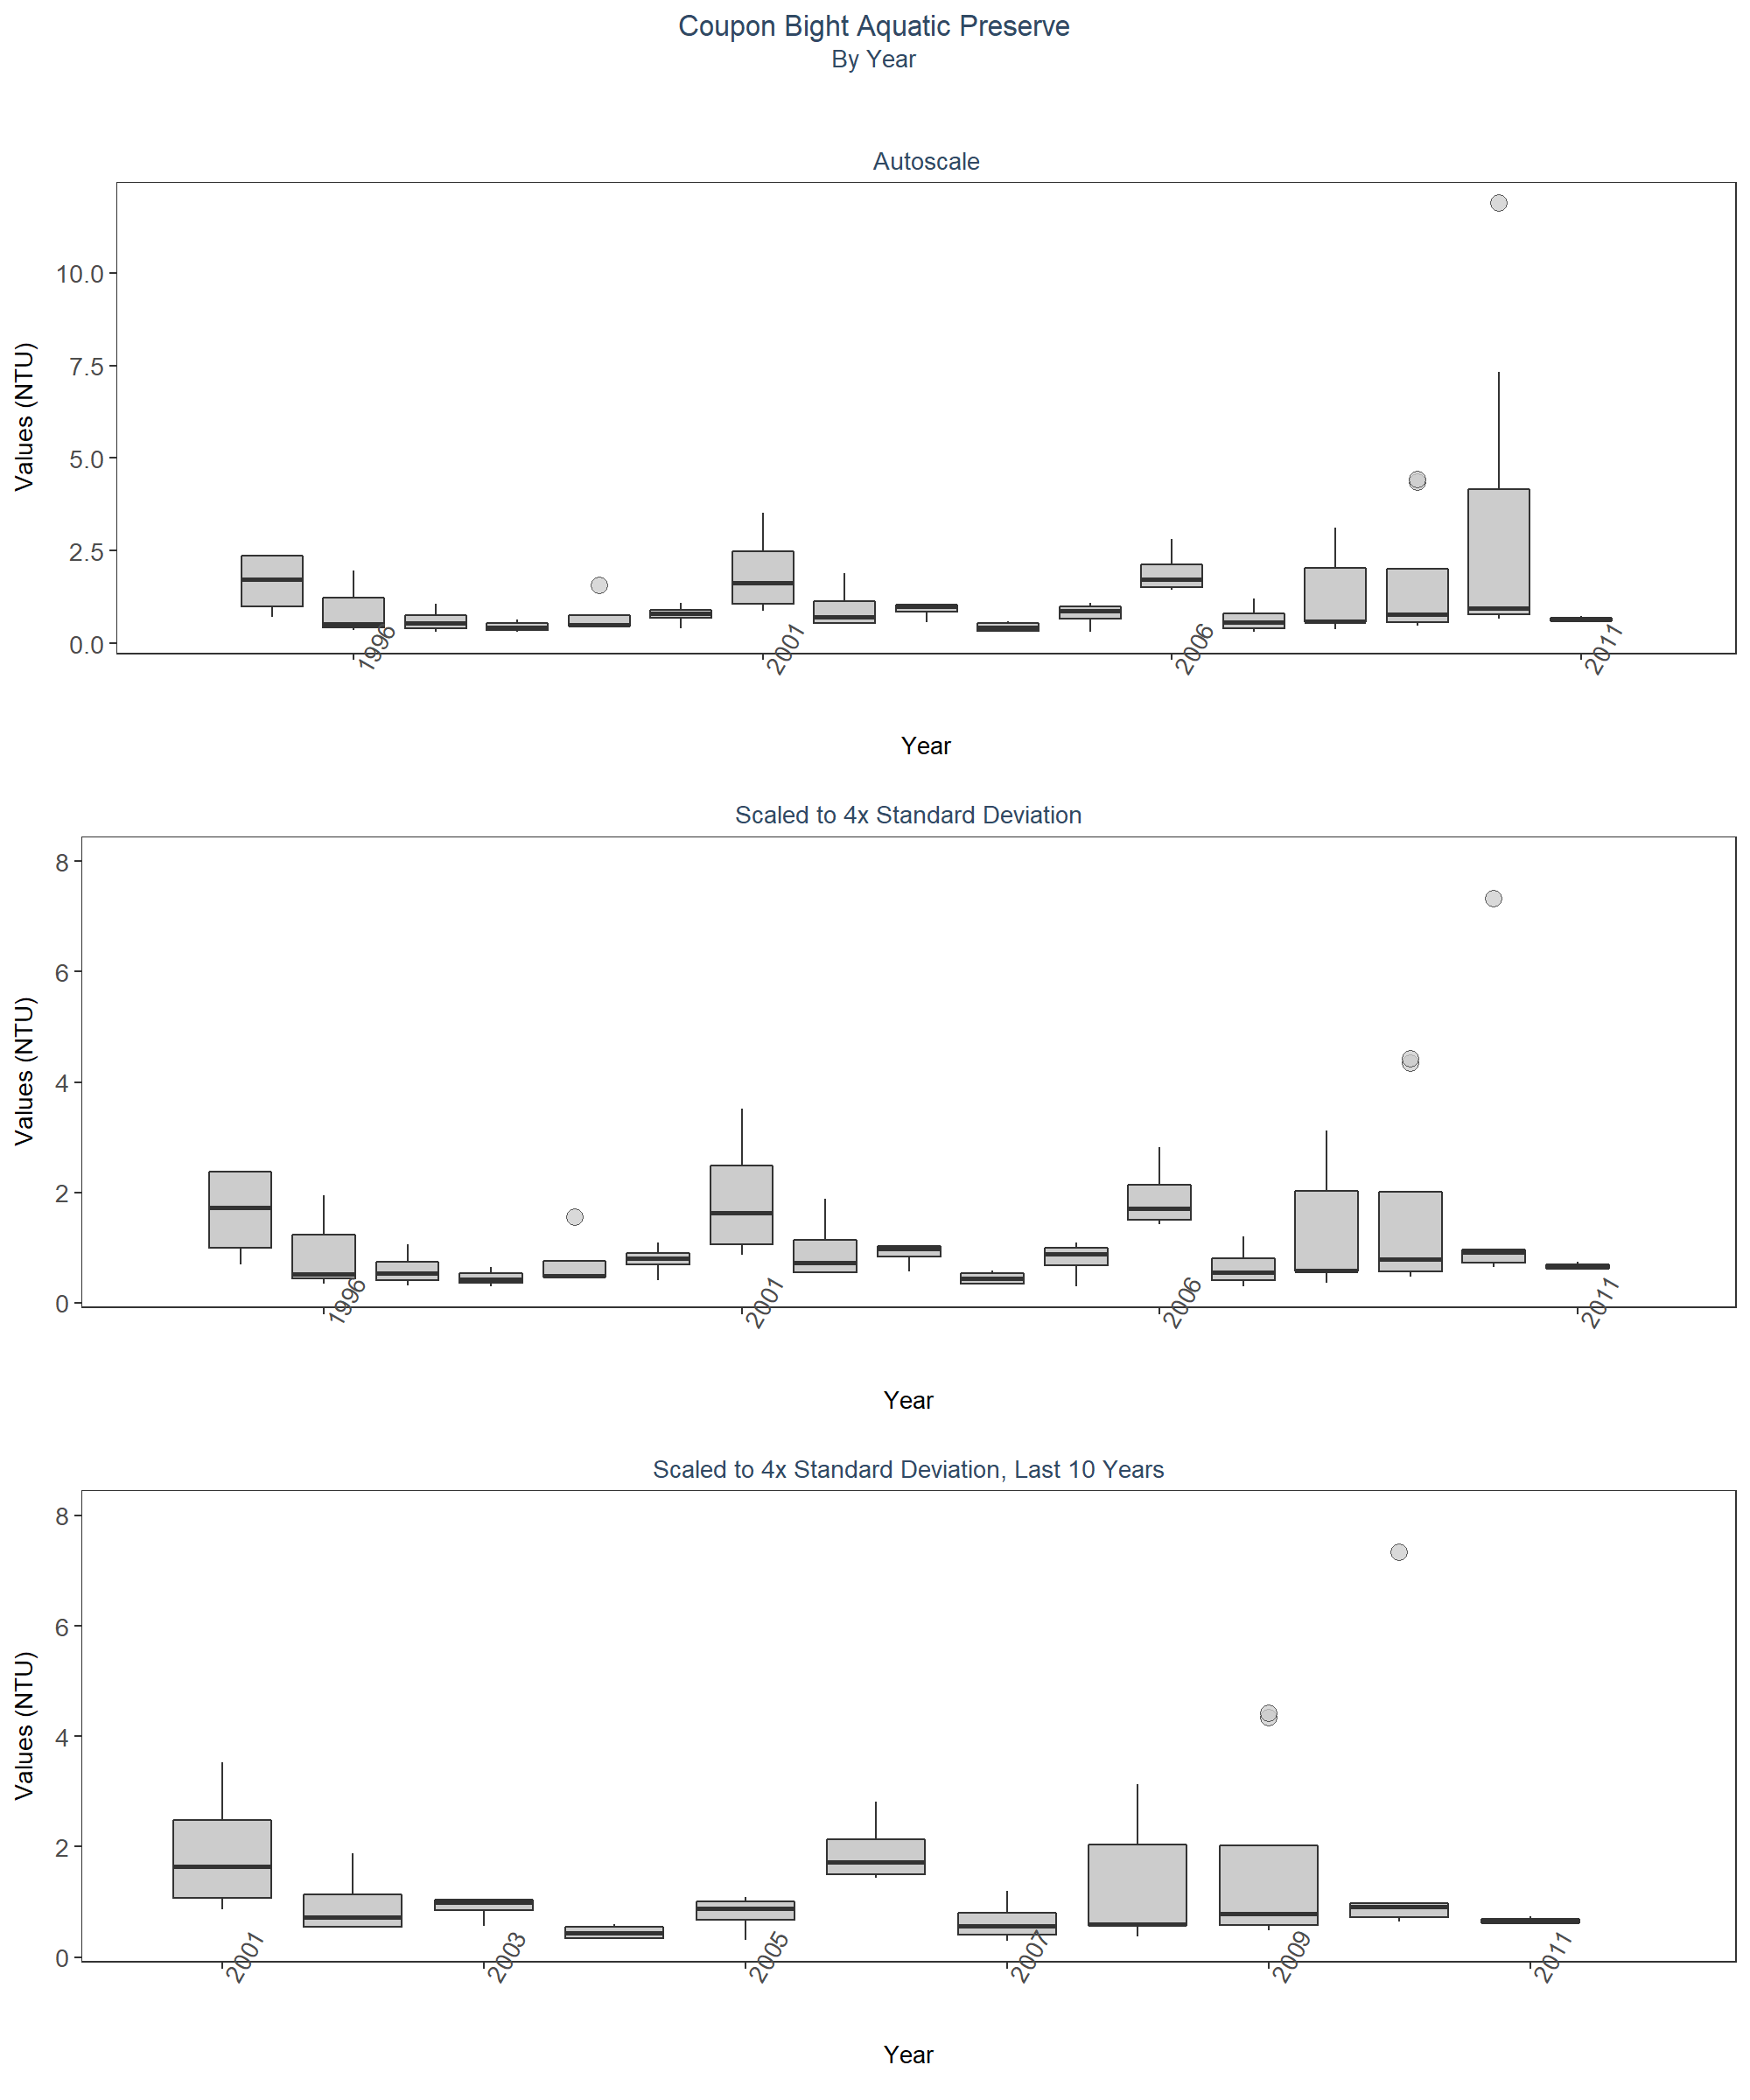 Coupon Bight Aquatic Preserve
By Year
Autoscale
Values (NTU)
10.0
7.5
5.0
2.5
0.0
1996
2001
2006
2011
Year
Scaled to 4x Standard Deviation
Values (NTU)
8
6
4
2
0
1996
2001
2006
2011
Year
Scaled to 4x Standard Deviation, Last 10 Years
Values (NTU)
8
6
4
2
0
2001
2003
2005
2007
2009
2011
Year